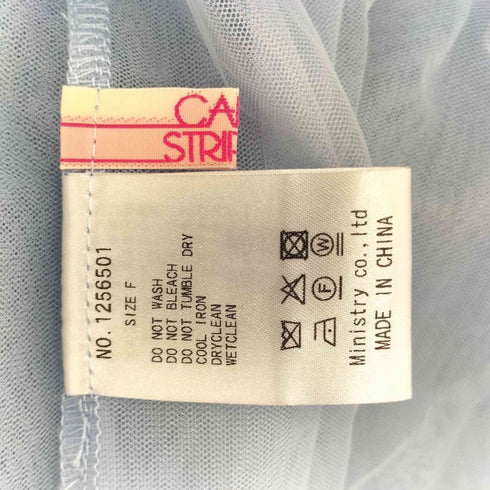 CA
STRIP
NO.1256501
SIZE F
DO NOT WASH
DO NOT BLEACH
DO NOT TUMBLE DRY
COOL IRON
DRYCLEAN
WETCLEAN
W
F
Ministry co.,ltd
MADE IN CHINA